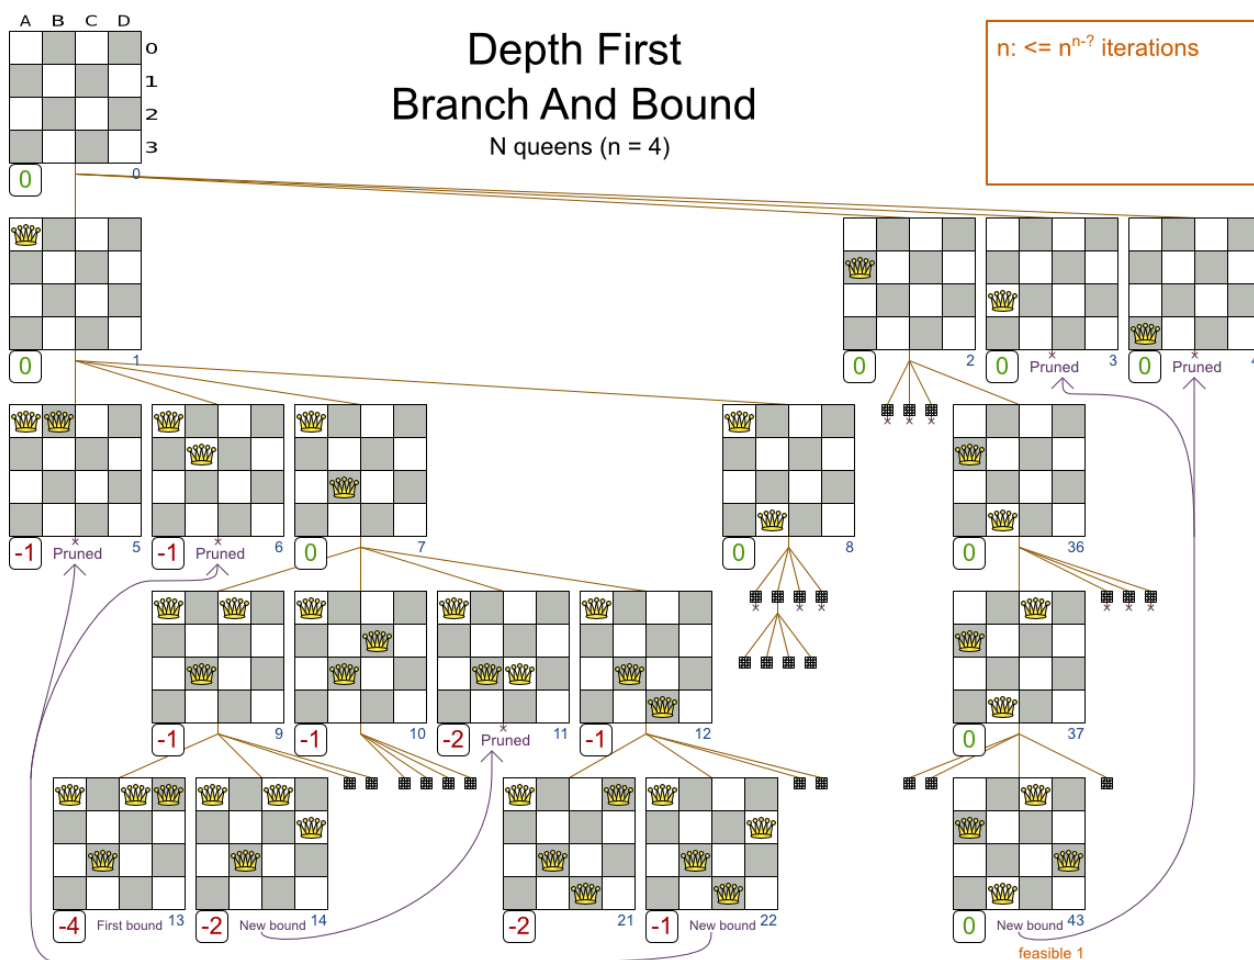 Depth First
Branch And Bound
N queens (n = 4)
n: <= n^n-? iterations
A B C D
0
1
2
3
0 0
0 1
0 2
0 Pruned 3
0 Pruned 4
-1 Pruned 5
-1 Pruned 6
0 7
0 8
0 36
-1 9
-1 10
-2 Pruned 11
-1 12
0 37
-4 First bound 13
-2 New bound 14
-2 21
-1 New bound 22
0 New bound 43
feasible 1